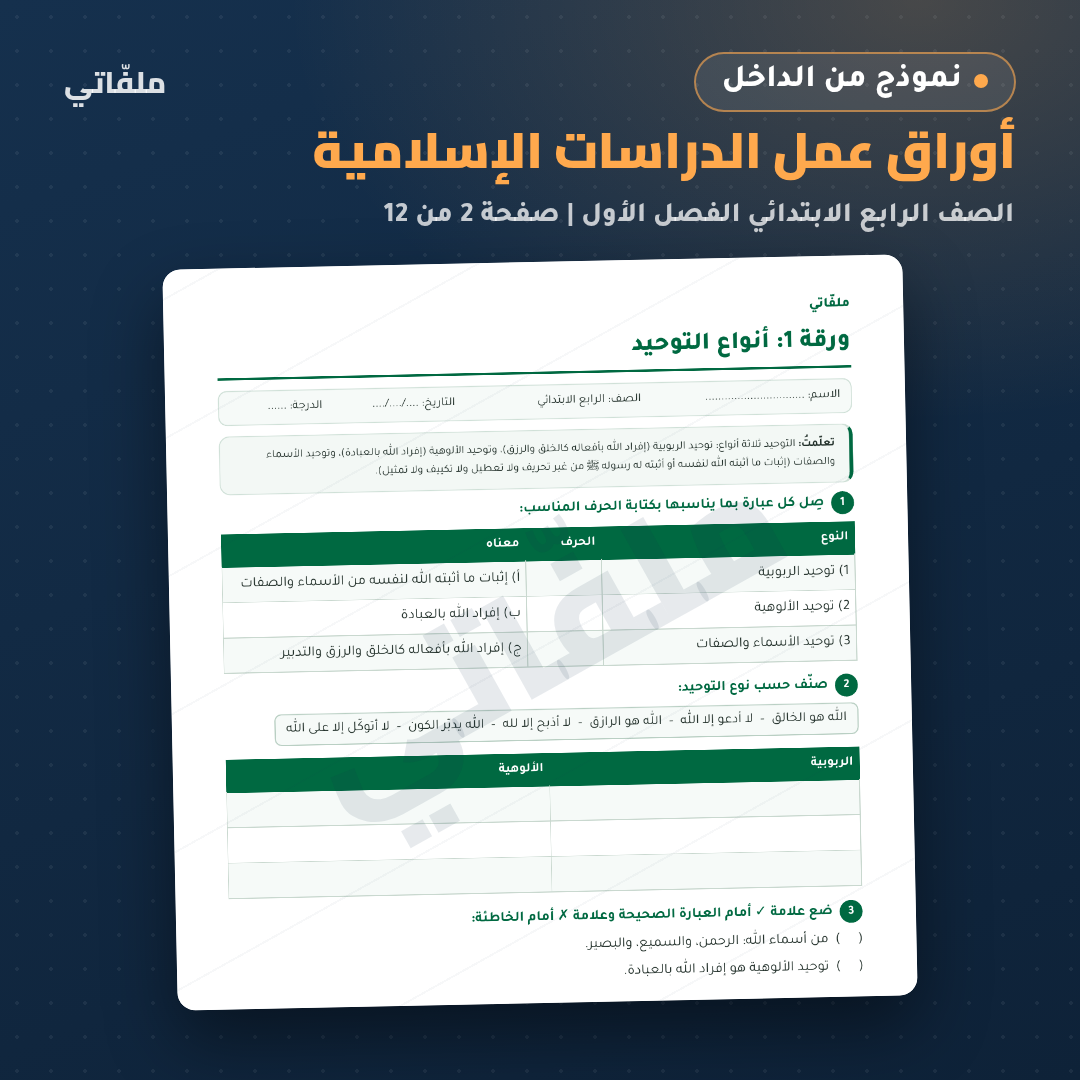 نموذج من الداخل
ملفّاتي
أوراق عمل الدراسات الإسلامية
الصف الرابع الابتدائي الفصل الأول | صفحة 2 من 12
ملفّاتي
ورقة 1: أنواع التوحيد
الاسم: .............................. الصف: الرابع الابتدائي التاريخ: ..../..../.... الدرجة: ......
تعلّمتُ: التوحيد ثلاثة أنواع: توحيد الربوبية (إفراد الله بأفعاله كالخلق والرزق)، وتوحيد الألوهية (إفراد الله بالعبادة)، وتوحيد الأسماء
والصفات (إثبات ما أثبته الله لنفسه أو أثبته له رسوله ﷺ من غير تحريف ولا تعطيل ولا تكييف ولا تمثيل).
1 صِل كل عبارة بما يناسبها بكتابة الحرف المناسب:
النوع الحرف معناه
1) توحيد الربوبية أ) إثبات ما أثبته الله لنفسه من الأسماء والصفات
2) توحيد الألوهية ب) إفراد الله بالعبادة
3) توحيد الأسماء والصفات ج) إفراد الله بأفعاله كالخلق والرزق والتدبير
2 صنّف حسب نوع التوحيد:
الله هو الخالق - لا أدعو إلا الله - الله هو الرازق - لا أذبح إلا لله - الله يدبّر الكون - لا أتوكّل إلا على الله
الربوبية الألوهية
3 ضع علامة ✓ أمام العبارة الصحيحة وعلامة ✗ أمام الخاطئة:
( ) من أسماء الله: الرحمن، والسميع، والبصير.
( ) توحيد الألوهية هو إفراد الله بالعبادة.
ملفّاتي